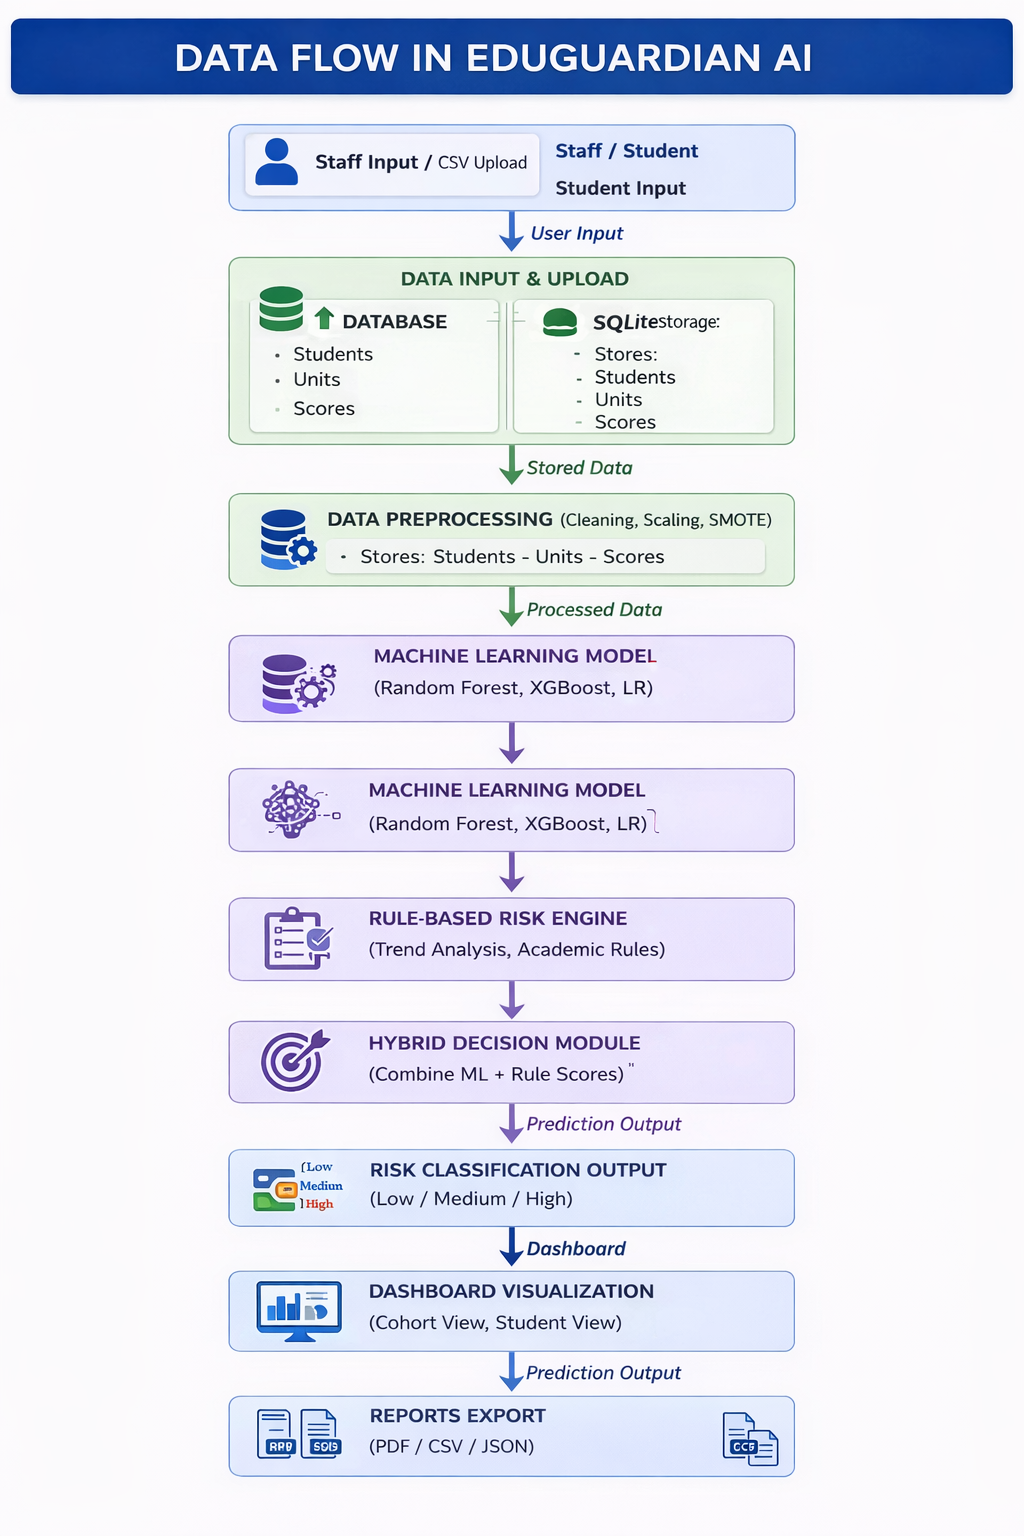 DATA FLOW IN EDUGUARDIAN AI
Staff Input / CSV Upload
Staff / Student
Student Input
User Input
DATA INPUT & UPLOAD
DATABASE
• Students
• Units
• Scores
SQLitestorage:
- Stores:
- Students
- Units
- Scores
Stored Data
DATA PREPROCESSING (Cleaning, Scaling, SMOTE)
• Stores: Students - Units - Scores
Processed Data
MACHINE LEARNING MODEL
(Random Forest, XGBoost, LR)
MACHINE LEARNING MODEL
(Random Forest, XGBoost, LR)
RULE-BASED RISK ENGINE
(Trend Analysis, Academic Rules)
HYBRID DECISION MODULE
(Combine ML + Rule Scores) "
Prediction Output
(Low
Mediun
High
RISK CLASSIFICATION OUTPUT
(Low / Medium / High)
Dashboard
DASHBOARD VISUALIZATION
(Cohort View, Student View)
Prediction Output
REPORTS EXPORT
(PDF / CSV / JSON)